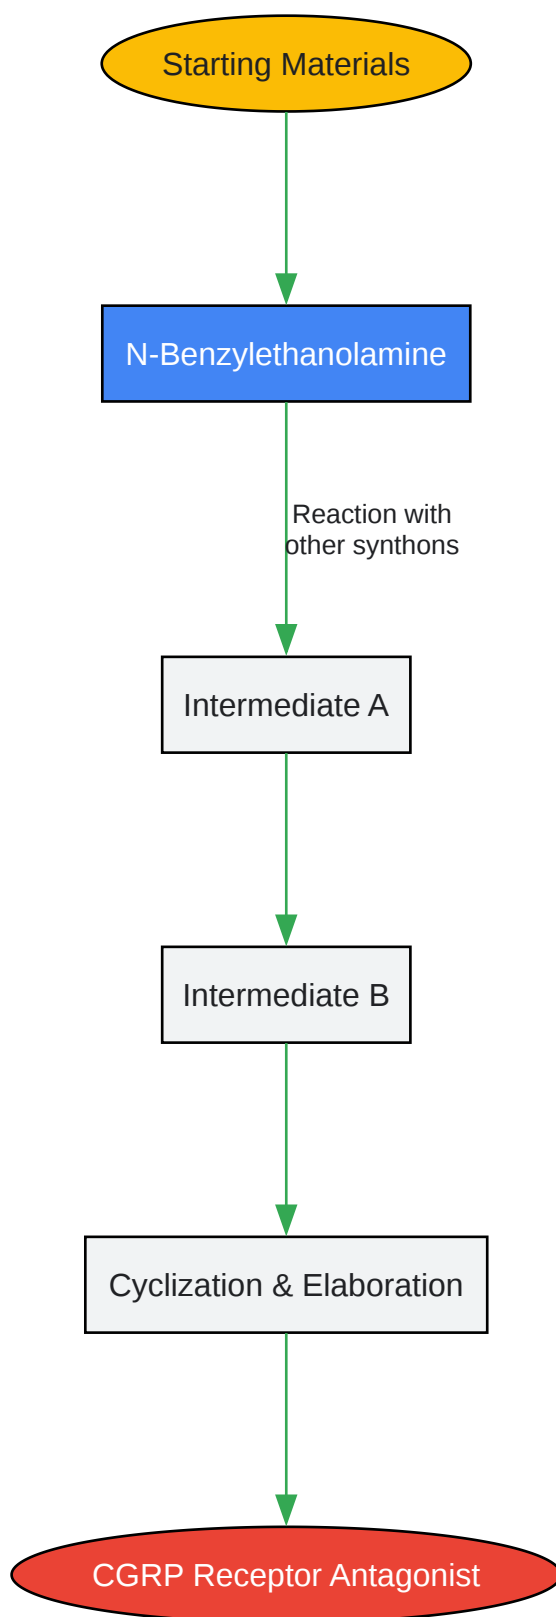 Starting Materials
N-Benzylethanolamine
Reaction with
other synthons
Intermediate A
Intermediate B
Cyclization & Elaboration
CGRP Receptor Antagonist